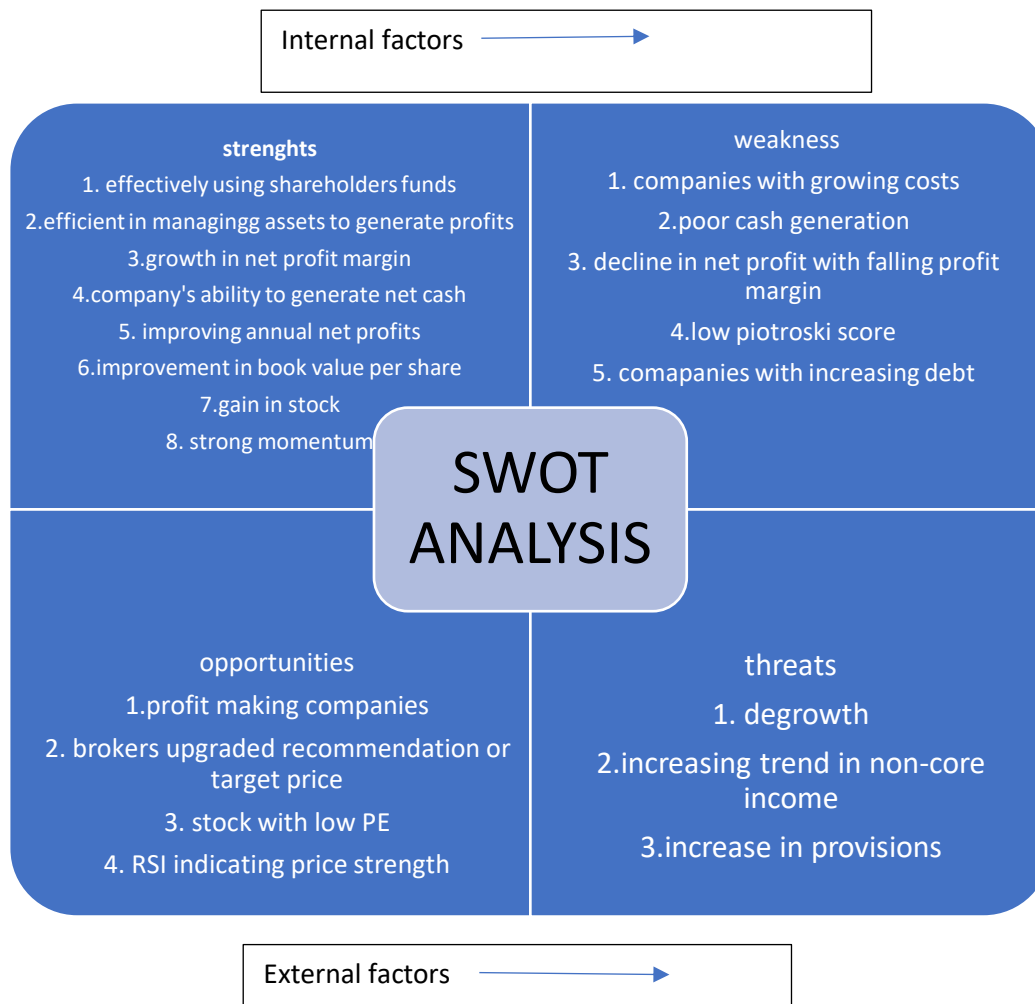 Internal factors
strenghts
1. effectively using shareholders funds
2.efficient in managingg assets to generate profits
3.growth in net profit margin
4.company's ability to generate net cash
5. improving annual net profits
6.improvement in book value per share
7.gain in stock
8. strong momentum
weakness
1. companies with growing costs
2.poor cash generation
3. decline in net profit with falling profit
margin
4.low piotroski score
5. comapanies with increasing debt
SWOT
ANALYSIS
opportunities
1.profit making companies
2. brokers upgraded recommendation or
target price
3. stock with low PE
4. RSI indicating price strength
threats
1. degrowth
2.increasing trend in non-core
income
3.increase in provisions
External factors